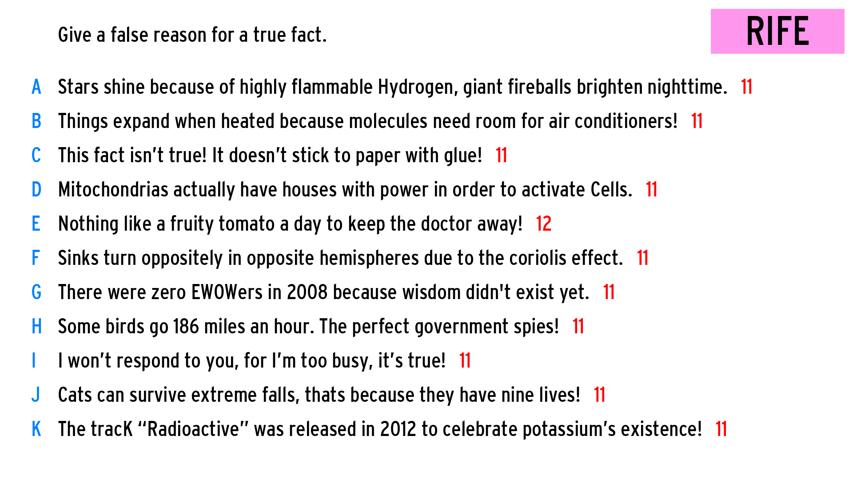 Give a false reason for a true fact.
RIFE
A Stars shine because of highly flammable Hydrogen, giant fireballs brighten nighttime. 11
B Things expand when heated because molecules need room for air conditioners! 11
C This fact isn’t true! It doesn’t stick to paper with glue! 11
D Mitochondrias actually have houses with power in order to activate Cells. 11
E Nothing like a fruity tomato a day to keep the doctor away! 12
F Sinks turn oppositely in opposite hemispheres due to the coriolis effect. 11
G There were zero EWOWers in 2008 because wisdom didn't exist yet. 11
H Some birds go 186 miles an hour. The perfect government spies! 11
I I won’t respond to you, for I’m too busy, it’s true! 11
J Cats can survive extreme falls, thats because they have nine lives! 11
K The tracK “Radioactive” was released in 2012 to celebrate potassium’s existence! 11